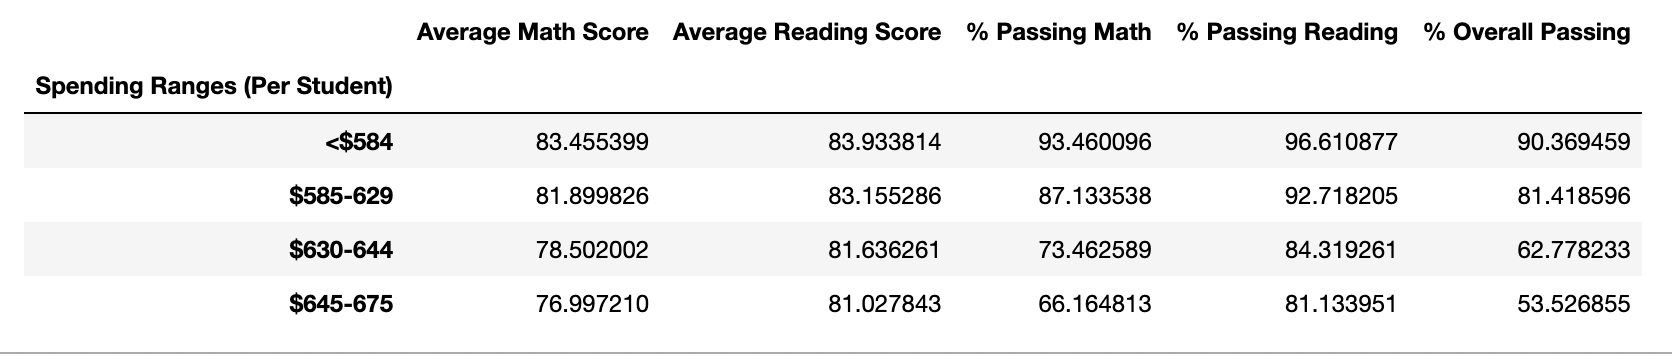 Average Math Score Average Reading Score % Passing Math % Passing Reading % Overall Passing
Spending Ranges (Per Student)
<$584 83.455399 83.933814 93.460096 96.610877 90.369459
$585-629 81.899826 83.155286 87.133538 92.718205 81.418596
$630-644 78.502002 81.636261 73.462589 84.319261 62.778233
$645-675 76.997210 81.027843 66.164813 81.133951 53.526855